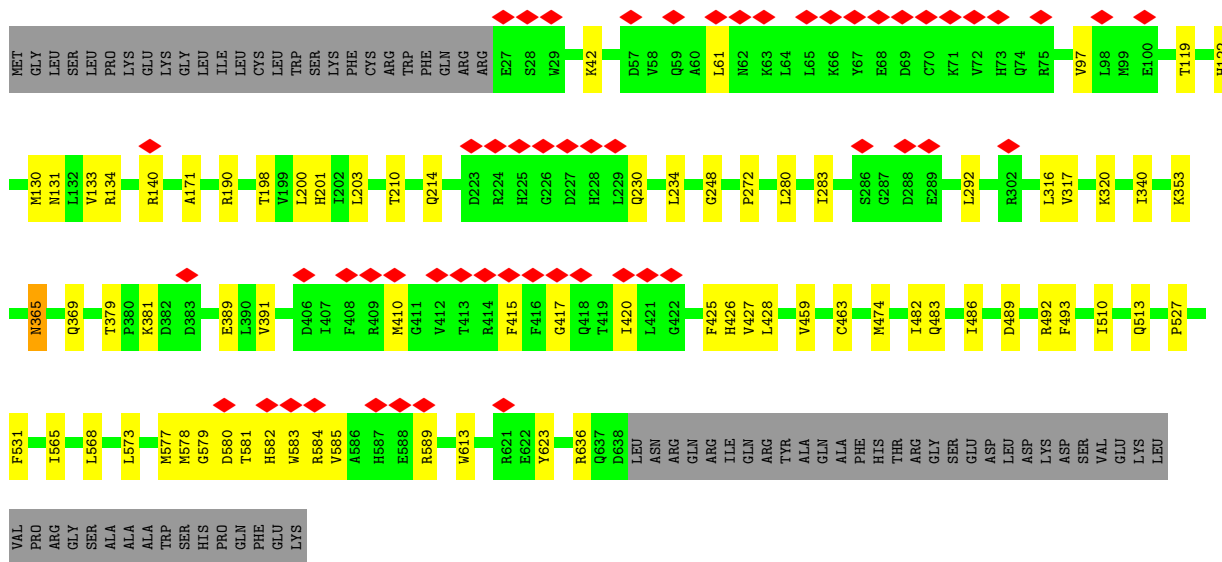 MET GLY LEU SER LEU PRO LYS GLU LYS GLY LEU ILE LEU CYS LEU TRP SER LYS PHE CYS ARG TRP PHE GLN ARG ARG E27 S28 W29 K42 D57 V58 Q59 A60 L61 N62 K63 L64 L65 K66 Y67 E68 D69 C70 K71 V72 H73 Q74 R75 V97 L98 M99 E100 T119 H122
M130 N131 L132 V133 R134 R140 A171 R190 T198 V199 L200 H201 I202 L203 T210 Q214 D223 R224 H225 G226 D227 H228 L229 Q230 L234 G248 P272 L280 I283 S286 G287 D288 E289 L292 R302 L316 V317 K320 I340 K353
N365 Q369 T379 F380 K381 D382 D383 E389 L390 V391 D406 I407 F408 R409 M410 G411 V412 T413 R414 F415 F416 G417 Q418 T419 I420 L421 G422 F425 H426 V427 L428 V459 C463 M474 I482 Q483 I486 D489 R492 F493 I510 Q513 P527
F531 I565 L568 L573 M577 M578 G579 D580 T581 H582 W583 R584 V585 A586 H587 E588 R589 W613 R621 E622 Y623 R636 Q637 D638 LEU ASN ARG GLN ARG ILE GLN ARG TYR ALA GLN ALA PHE HIS THR ARG GLY SER GLU ASP LEU ASP LYS ASP SER VAL GLU LYS LEU
VAL PRO ARG GLY SER ALA ALA ALA TRP SER HIS PRO GLN PHE GLU LYS